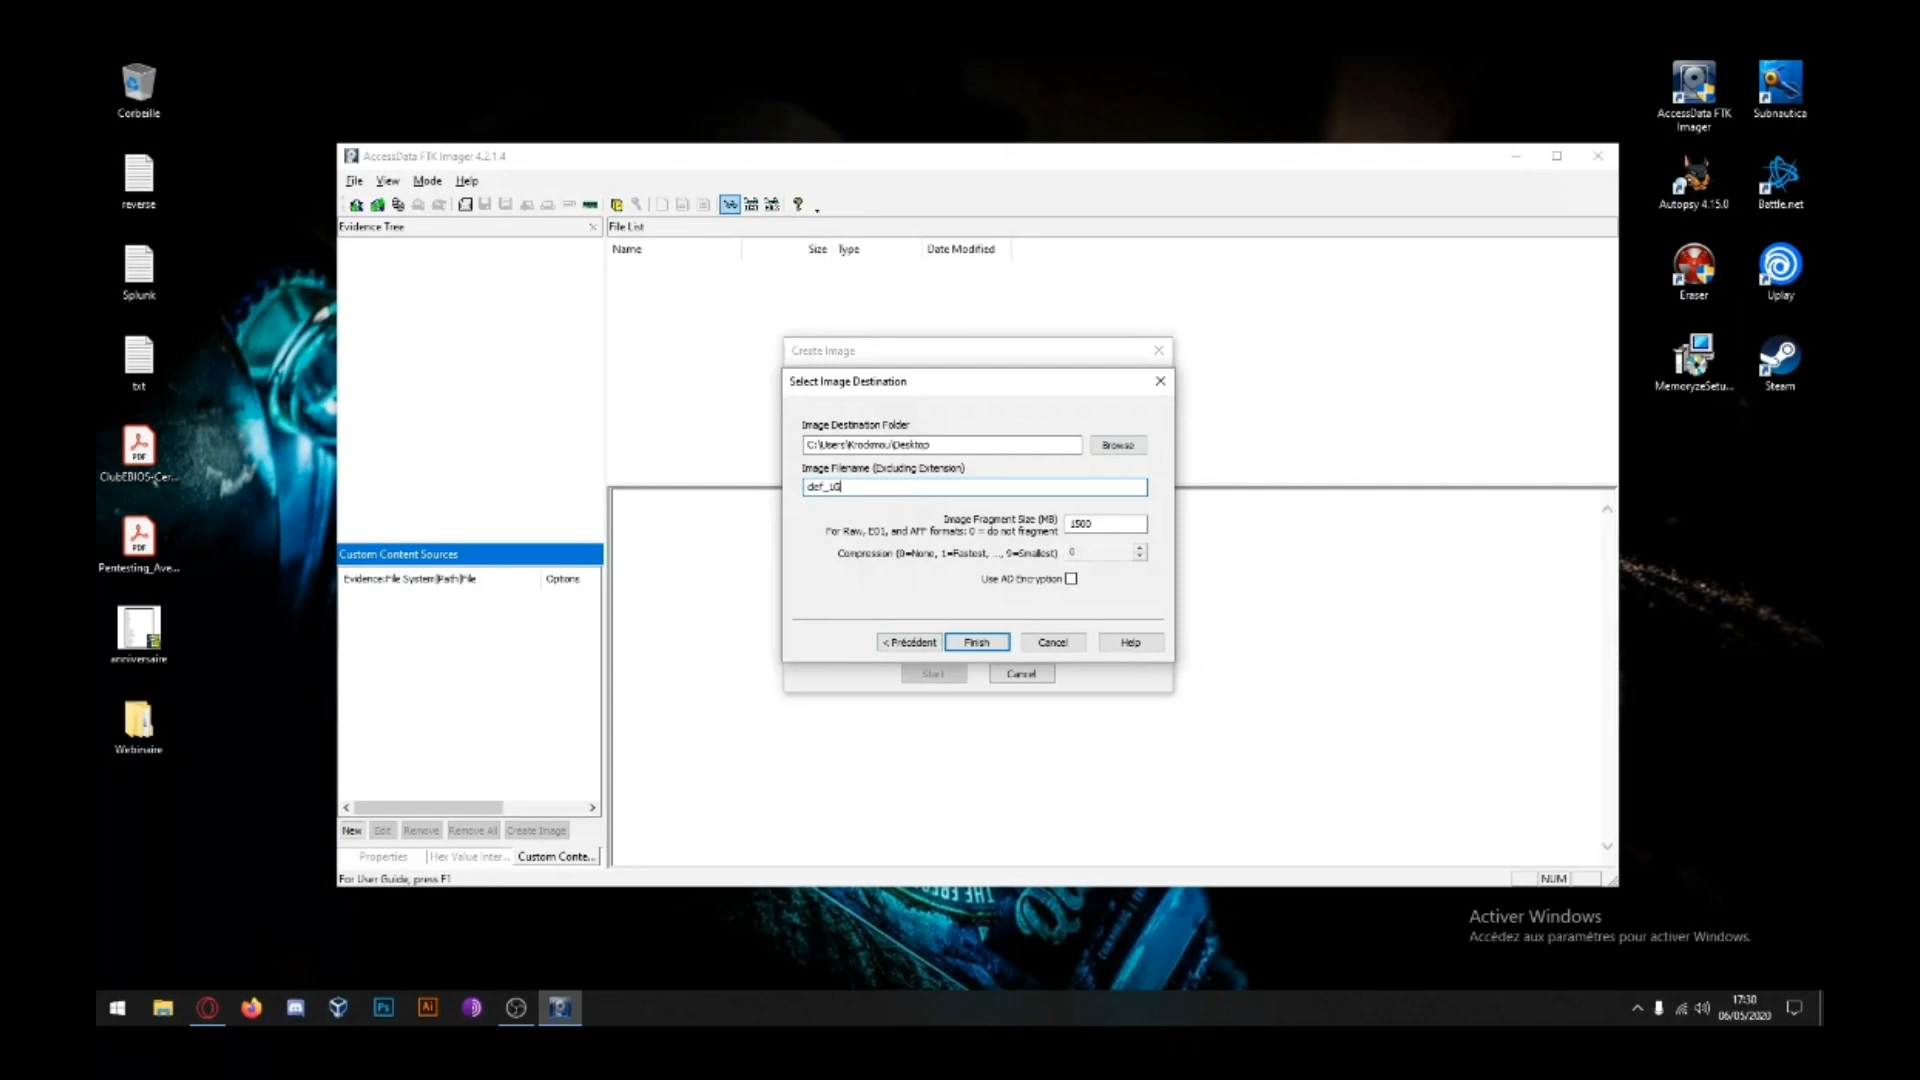 Corbeille
reverse
Splunk
txt
ClubEBIOS-Cer...
Pentesting_Ave...
anniversaire
Webinaire
AccessData FTK Imager 4.2.1.4
File View Mode Help
Evidence Tree
File List
Name Size Type Date Modified
Create Image
Select Image Destination
Image Destination Folder
C:\Users\Krockmou\Desktop
Browse
Image Filename (Excluding Extension)
def_1G
Image Fragment Size (MB)
1500
For Raw, E01, and AFF formats: 0 = do not fragment
Compression (0=None, 1=Fastest, ..., 9=Smallest)
0
Use AD Encryption
< Précédent Finish Cancel Help
Start Cancel
Custom Content Sources
Evidence:File System|Path|File Options
New Edit Remove Remove All Create Image
Properties Hex Value Inter... Custom Conte...
For User Guide, press F1
NUM
AccessData FTK
Imager
Subnautica
Autopsy 4.15.0
Battle.net
Eraser
Uplay
MemoryzeSetu...
Steam
Activer Windows
Accédez aux paramètres pour activer Windows.
Ps
Ai
17:30
06/05/2020